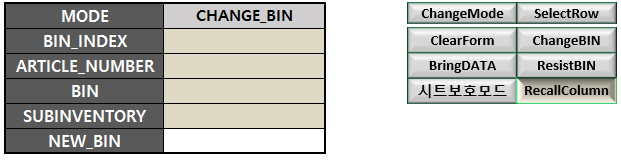 MODE CHANGE_BIN
BIN_INDEX
ARTICLE_NUMBER
BIN
SUBINVENTORY
NEW_BIN
ChangeMode SelectRow
ClearForm ChangeBIN
BringDATA ResistBIN
시트보호모드 RecallColumn